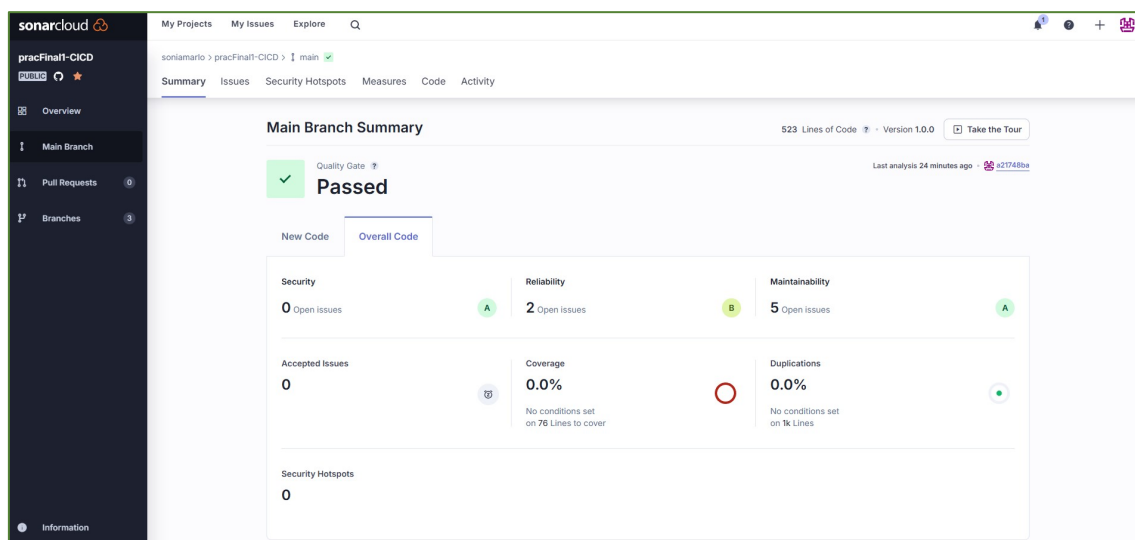 sonarcloud
My Projects My Issues Explore
1
pracFinal1-CICD
PUBLIC
Overview
Main Branch
Pull Requests 0
Branches 3
Information
soniamarlo > pracFinal1-CICD > main
Summary Issues Security Hotspots Measures Code Activity
Main Branch Summary
523 Lines of Code ? · Version 1.0.0 Take the Tour
Quality Gate ?
Passed
Last analysis 24 minutes ago · a21748ba
New Code Overall Code
Security
0 Open issues A
Reliability
2 Open issues B
Maintainability
5 Open issues A
Accepted Issues
0
Coverage
0.0%
No conditions set
on 76 Lines to cover
Duplications
0.0%
No conditions set
on 1k Lines
Security Hotspots
0